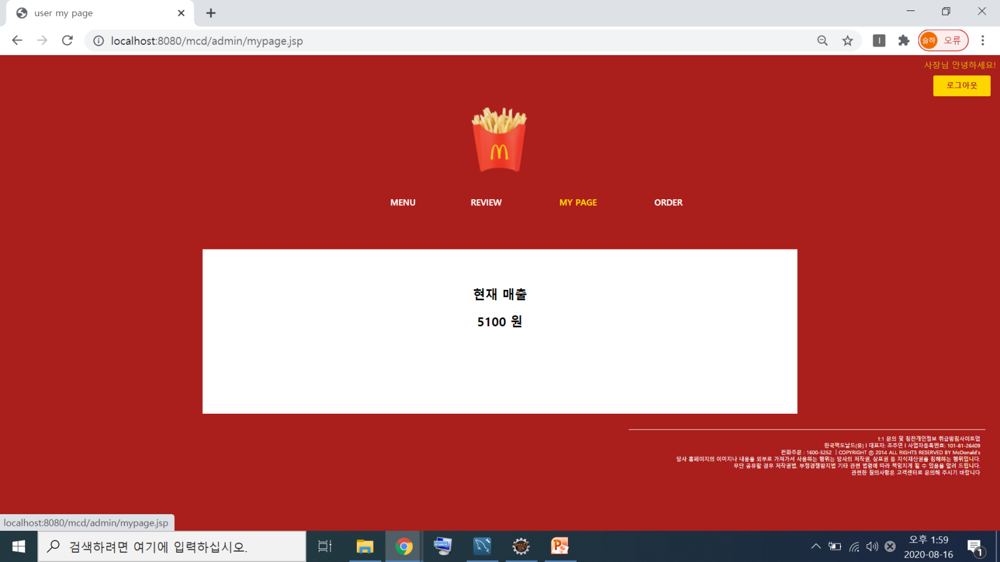 user my page
localhost:8080/mcd/admin/mypage.jsp
슬하 오류
사장님 안녕하세요!
로그아웃
MENU REVIEW MY PAGE ORDER
현재 매출
5100 원
1:1 문의 및 칭찬개인정보 취급방침사이트맵
한국맥도날드(유) I 대표자: 조주연 I 사업자등록번호: 101-81-26409
전화주문 : 1600-5252 | COPYRIGHT ⓒ 2014 ALL RIGHTS RESERVED BY McDonald's
당사 홈페이지의 이미지나 내용을 외부로 가져가서 사용하는 행위는 당사의 저작권, 상표권 등 지식재산권을 침해하는 행위입니다.
무단 공유할 경우 저작권법, 부정경쟁방지법 기타 관련 법령에 따라 책임지게 될 수 있음을 알려 드립니다.
관련한 질의사항은 고객센터로 문의해 주시기 바랍니다
localhost:8080/mcd/admin/mypage.jsp
검색하려면 여기에 입력하십시오.
오후 1:59
2020-08-16
1